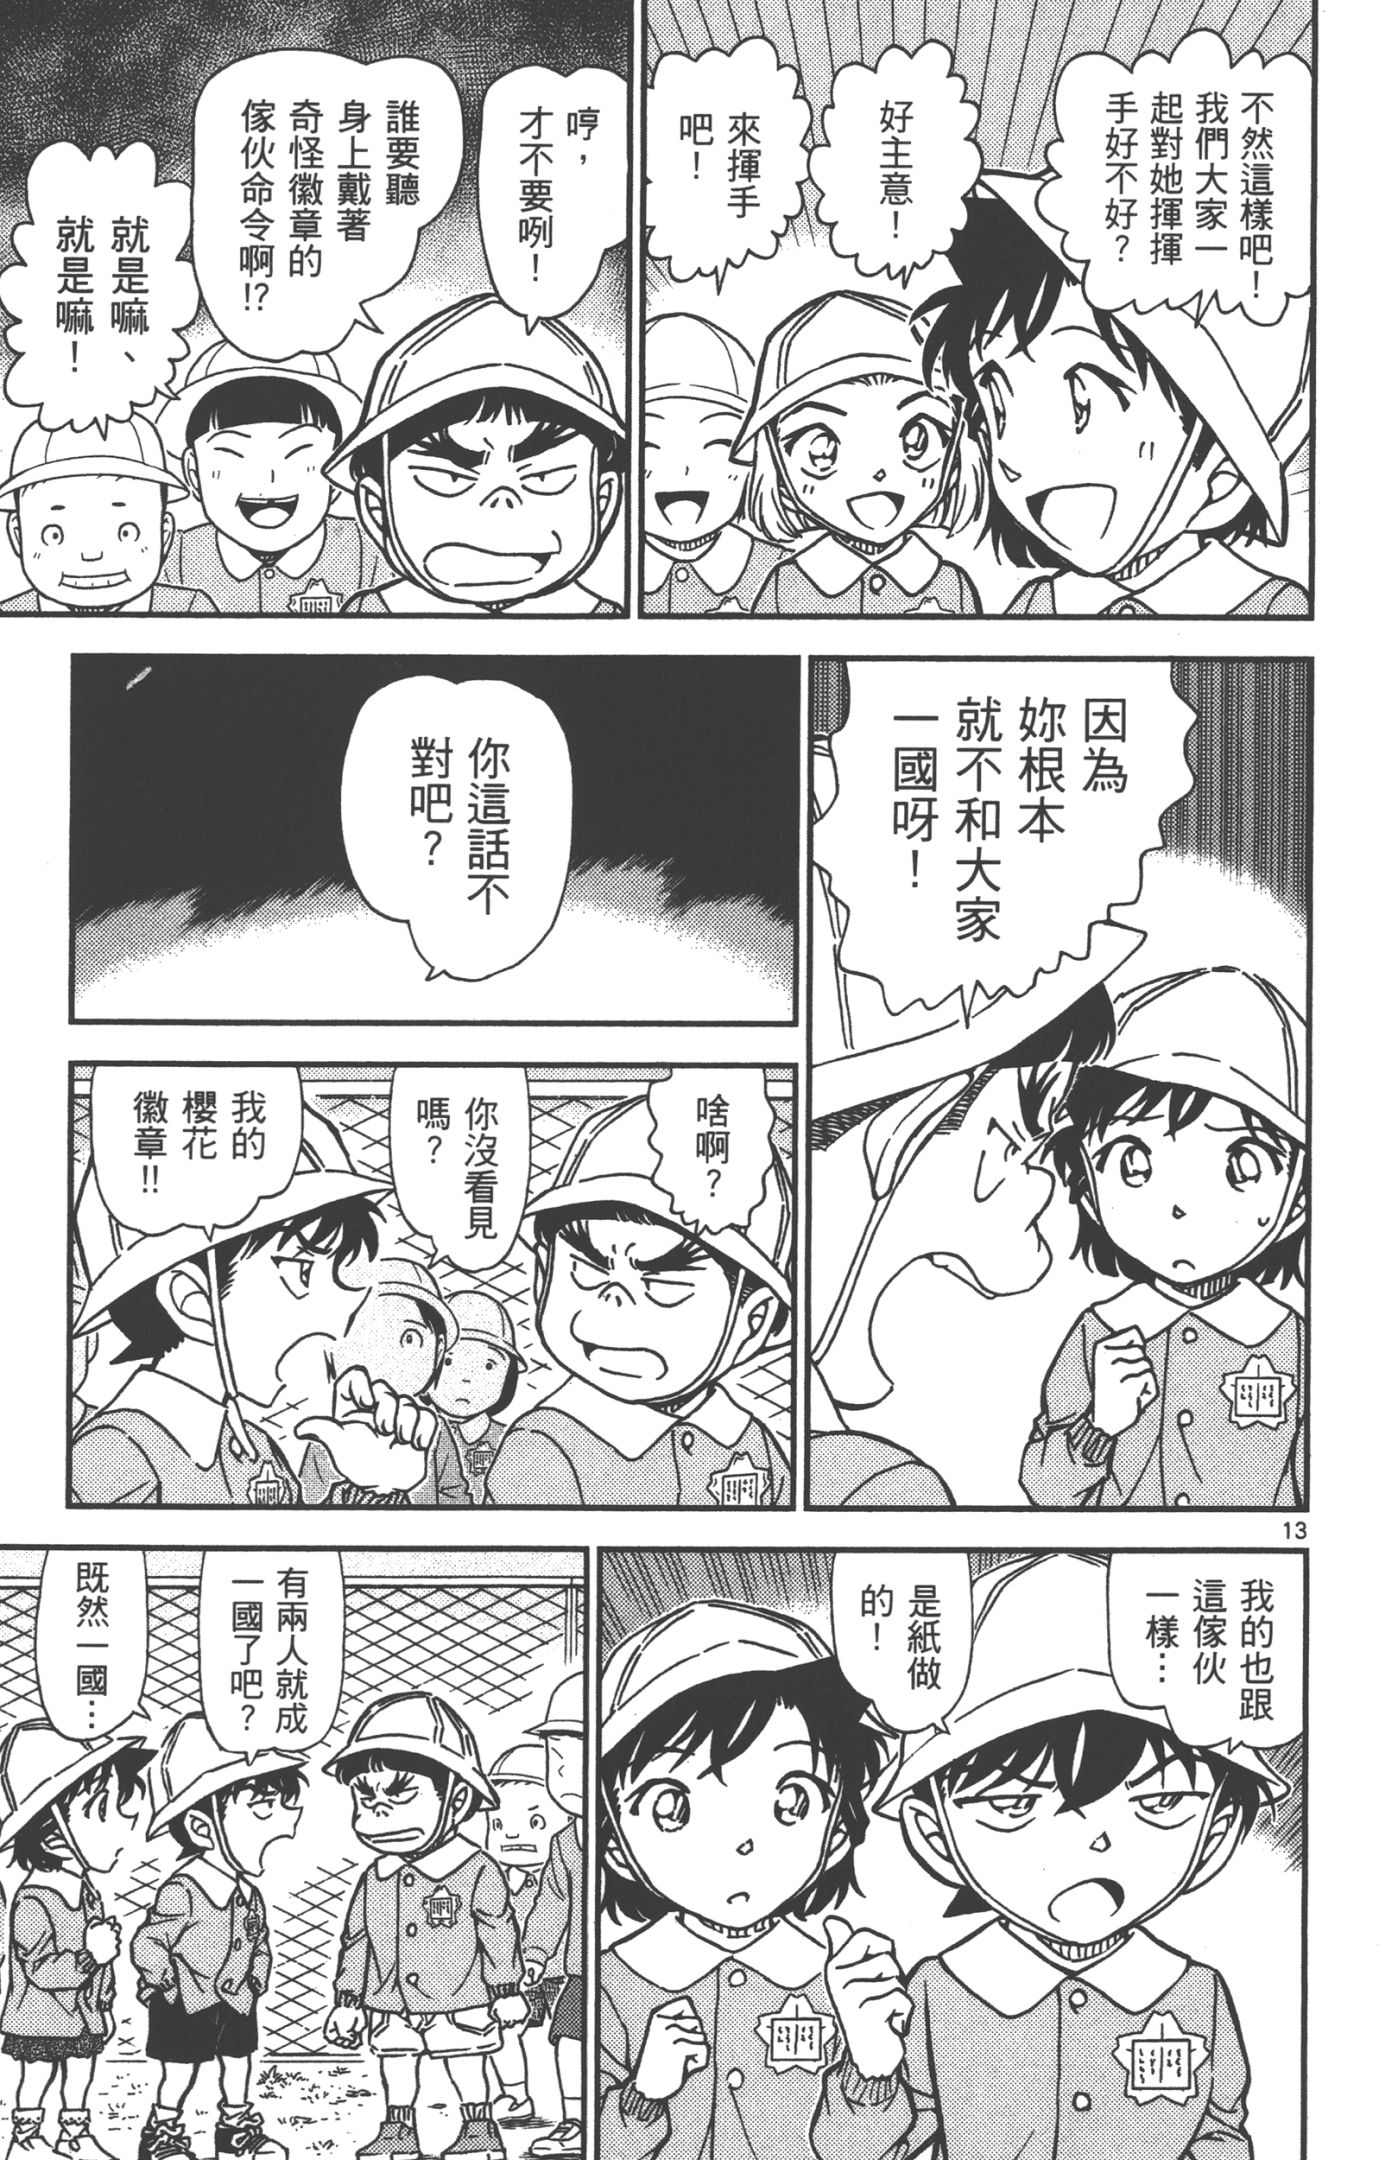 不然這樣吧！
我們大家一
起對她揮揮
手好不好？
好主意！
來揮手
吧！
哼，
才不要咧！
誰要聽
身上戴著
奇怪徽章的
傢伙命令啊!?
就是嘛、
就是嘛！
因為
妳根本
就不和大家
一國呀！
你這話不
對吧？
啥啊？
你沒看見
嗎？
我的
櫻花
徽章!!
13
我的也跟
這傢伙
一樣…
是紙做
的！
有兩人就成
一國了吧？
既然一國…